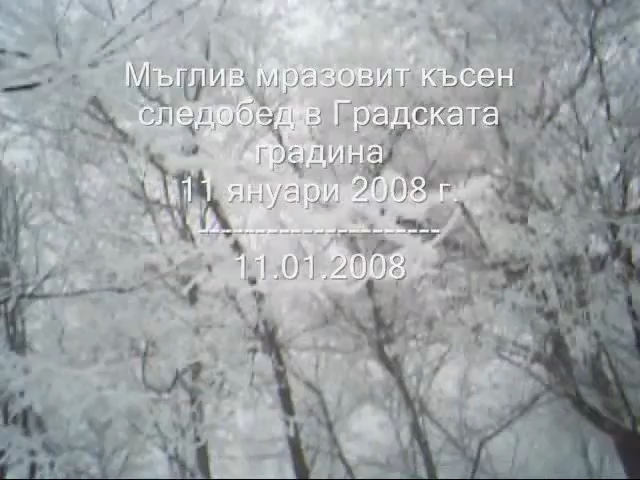 Мъглив мразовит късен
следобед в Градската
градина
11 януари 2008 г.
---------------------
11.01.2008